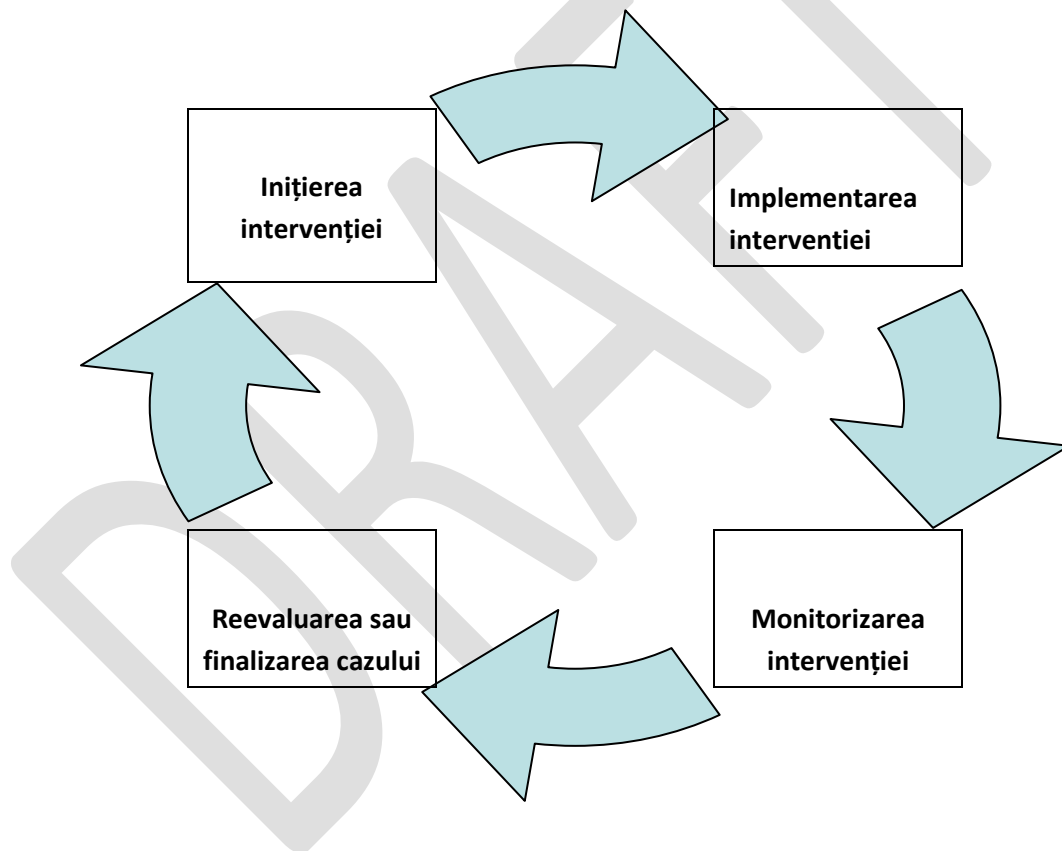 Inițierea
intervenției
Implementarea
interventiei
Monitorizarea
intervenției
Reevaluarea sau
finalizarea cazului
DRAFT